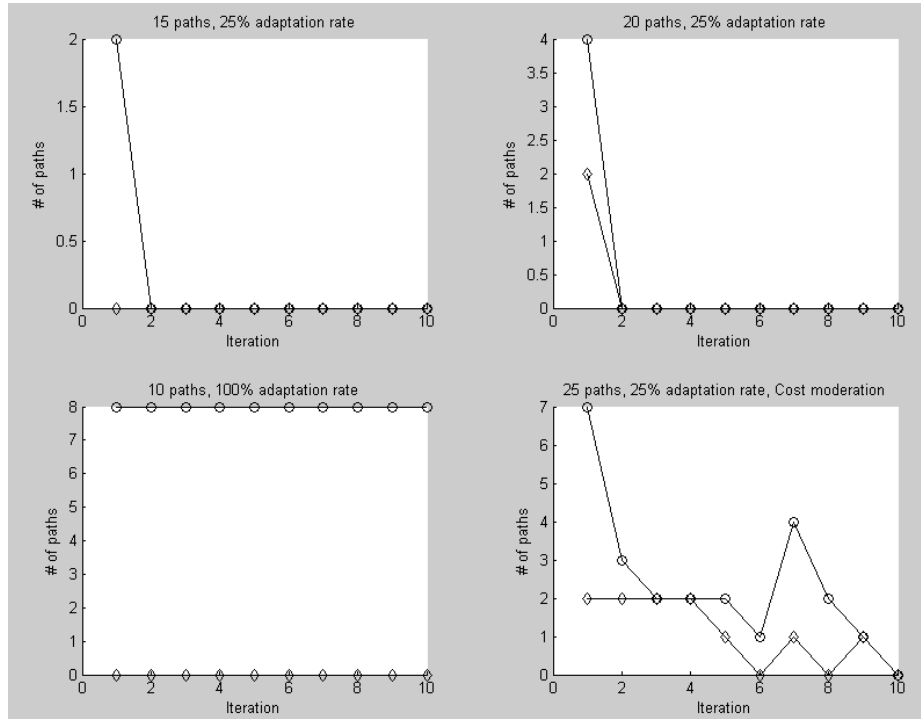 15 paths, 25% adaptation rate
2
1.5
1
0.5
0
# of paths
0 2 4 6 8 10
Iteration
20 paths, 25% adaptation rate
4
3.5
3
2.5
2
1.5
1
0.5
0
# of paths
0 2 4 6 8 10
Iteration
10 paths, 100% adaptation rate
8
7
6
5
4
3
2
1
0
# of paths
0 2 4 6 8 10
Iteration
25 paths, 25% adaptation rate, Cost moderation
7
6
5
4
3
2
1
0
# of paths
0 2 4 6 8 10
Iteration